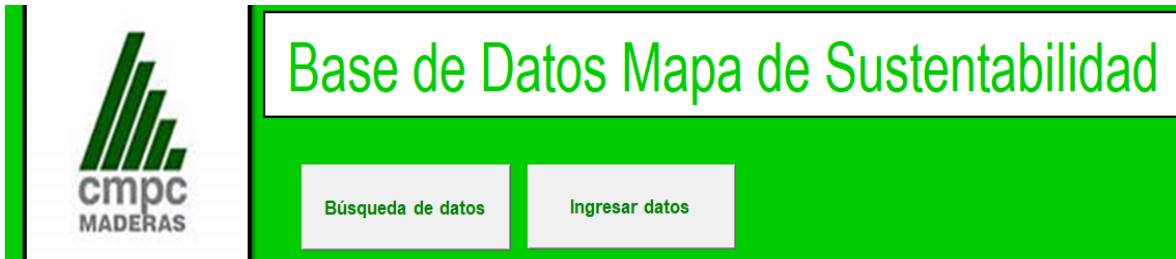 Base de Datos Mapa de Sustentabilidad
cmpc
MADERAS
Búsqueda de datos
Ingresar datos